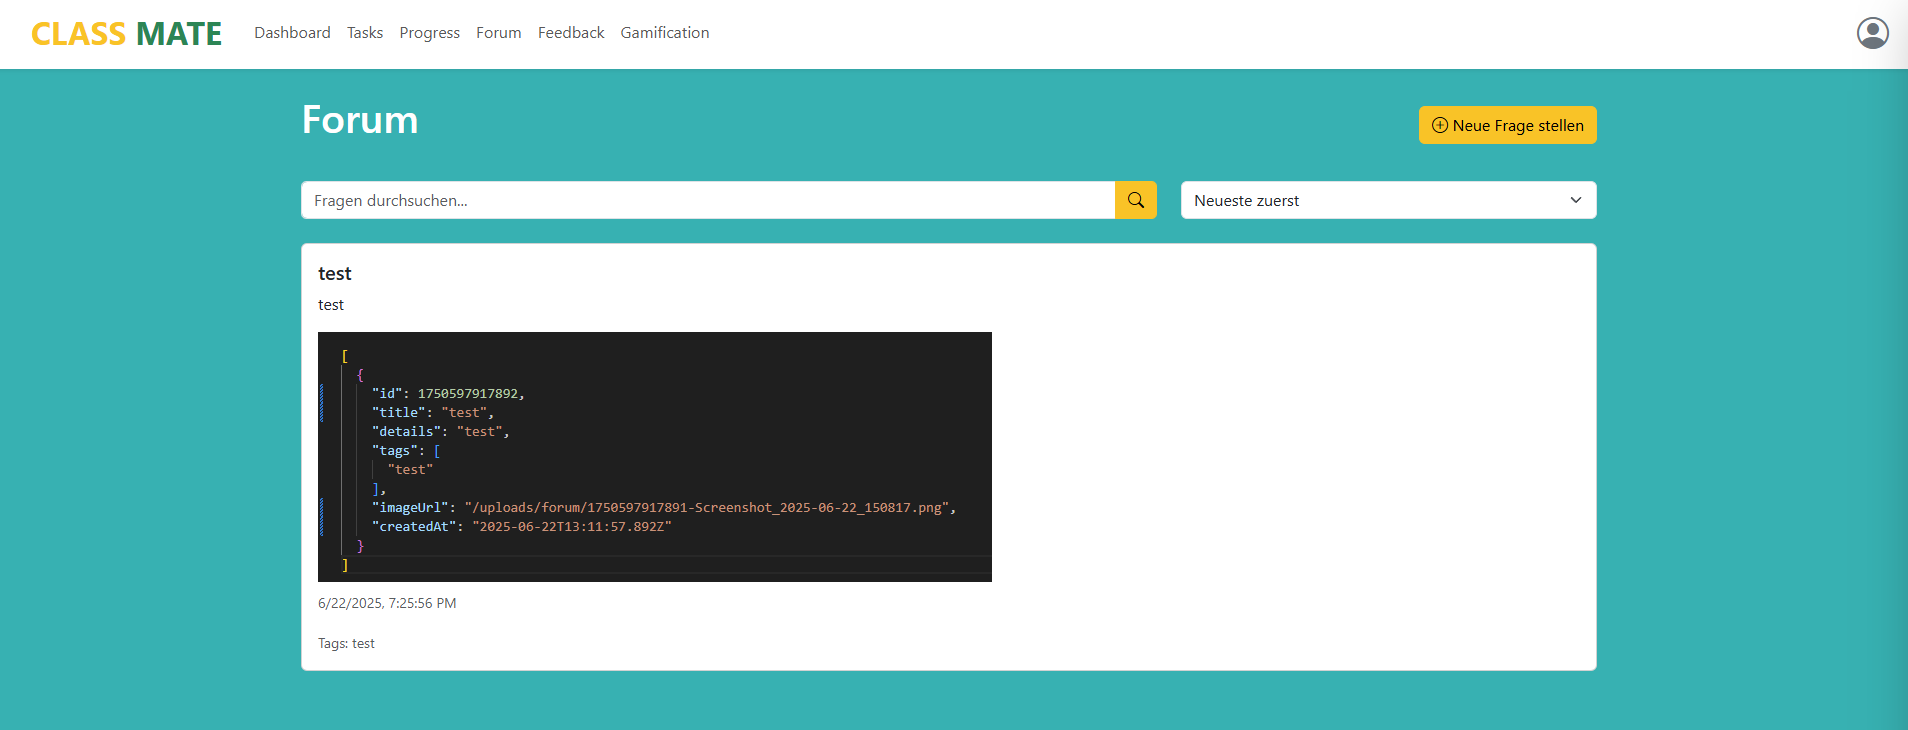 CLASS MATE Dashboard Tasks Progress Forum Feedback Gamification
Forum
Neue Frage stellen
Fragen durchsuchen...
Neueste zuerst
test
test
[
{
"id": 1750597917892,
"title": "test",
"details": "test",
"tags": [
"test"
],
"imageUrl": "/uploads/forum/1750597917891-Screenshot_2025-06-22_150817.png",
"createdAt": "2025-06-22T13:11:57.892Z"
}
]
6/22/2025, 7:25:56 PM
Tags: test